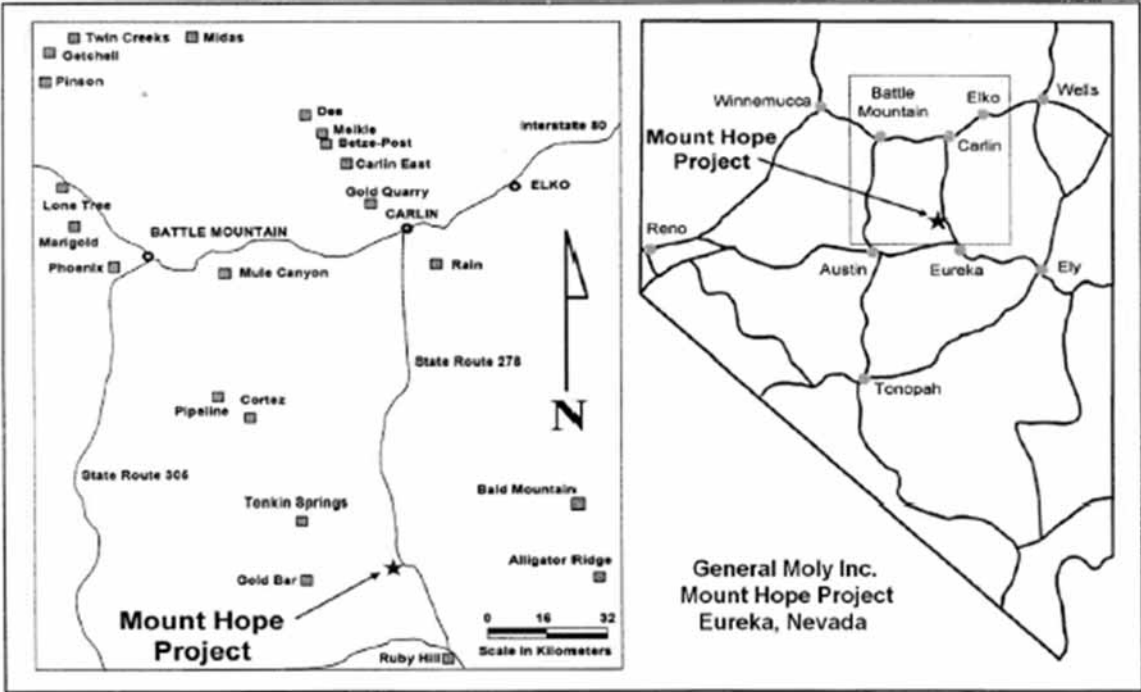 Twin Creeks
Midas
Getchell
Pinson
Dee
Meikle
Betze-Post
Interstate 80
Carlin East
ELKO
Lone Tree
Gold Quarry
CARLIN
Marigold
BATTLE MOUNTAIN
Phoenix
Mule Canyon
Rain
State Route 278
N
Pipeline
Cortez
State Route 305
Tonkin Springs
Bald Mountain
Gold Bar
Alligator Ridge
Mount Hope
Project
0 16 32
Scale in Kilometers
Ruby Hill
Winnemucca
Battle
Mountain
Elko
Wells
Mount Hope
Project
Carlin
Reno
Austin
Eureka
Ely
Tonopah
General Moly Inc.
Mount Hope Project
Eureka, Nevada